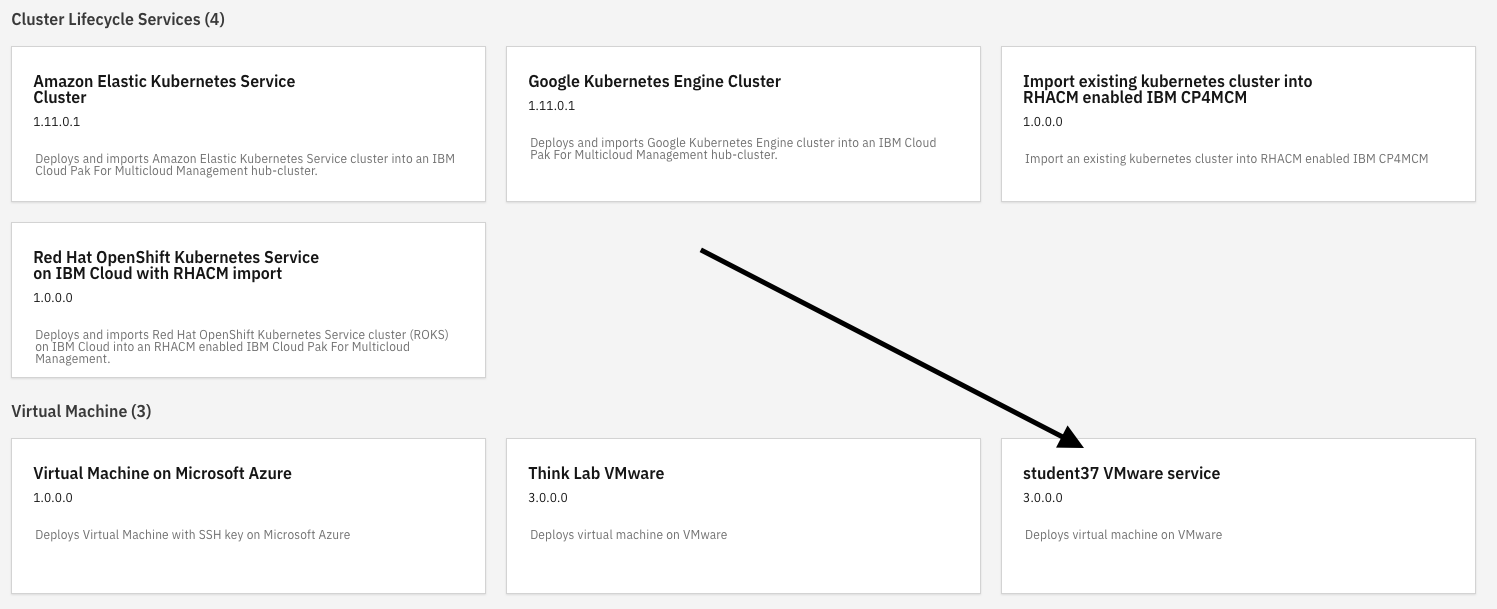 Cluster Lifecycle Services (4)
Amazon Elastic Kubernetes Service
Cluster
1.11.0.1
Deploys and imports Amazon Elastic Kubernetes Service cluster into an IBM
Cloud Pak For Multicloud Management hub-cluster.
Google Kubernetes Engine Cluster
1.11.0.1
Deploys and imports Google Kubernetes Engine cluster into an IBM Cloud
Pak For Multicloud Management hub-cluster.
Import existing kubernetes cluster into
RHACM enabled IBM CP4MCM
1.0.0.0
Import an existing kubernetes cluster into RHACM enabled IBM CP4MCM
Red Hat OpenShift Kubernetes Service
on IBM Cloud with RHACM import
1.0.0.0
Deploys and imports Red Hat OpenShift Kubernetes Service cluster (ROKS)
on IBM Cloud into an RHACM enabled IBM Cloud Pak For Multicloud
Management.
Virtual Machine (3)
Virtual Machine on Microsoft Azure
1.0.0.0
Deploys Virtual Machine with SSH key on Microsoft Azure
Think Lab VMware
3.0.0.0
Deploys virtual machine on VMware
student37 VMware service
3.0.0.0
Deploys virtual machine on VMware